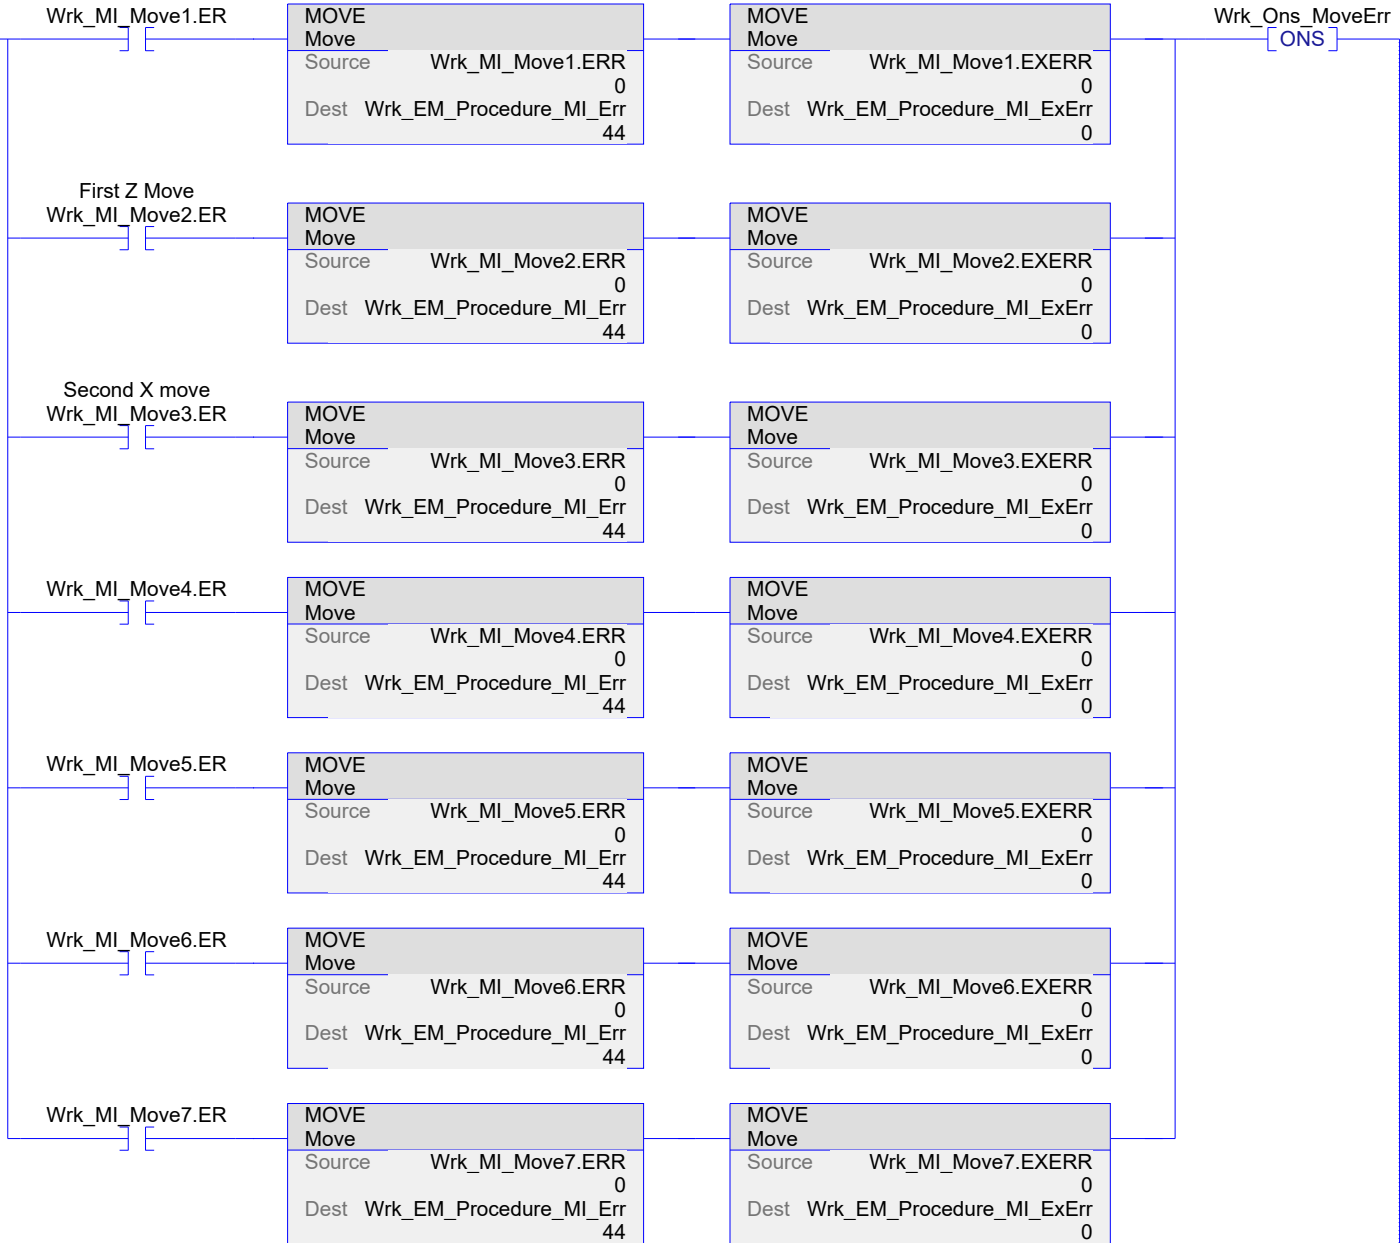 Wrk_MI_Move1.ER MOVE MOVE Wrk_Ons_MoveErr
Move Move ONS
Source Wrk_MI_Move1.ERR Source Wrk_MI_Move1.EXERR
0 0
Dest Wrk_EM_Procedure_MI_Err Dest Wrk_EM_Procedure_MI_ExErr
44 0
First Z Move
Wrk_MI_Move2.ER MOVE MOVE
Move Move
Source Wrk_MI_Move2.ERR Source Wrk_MI_Move2.EXERR
0 0
Dest Wrk_EM_Procedure_MI_Err Dest Wrk_EM_Procedure_MI_ExErr
44 0
Second X move
Wrk_MI_Move3.ER MOVE MOVE
Move Move
Source Wrk_MI_Move3.ERR Source Wrk_MI_Move3.EXERR
0 0
Dest Wrk_EM_Procedure_MI_Err Dest Wrk_EM_Procedure_MI_ExErr
44 0
Wrk_MI_Move4.ER MOVE MOVE
Move Move
Source Wrk_MI_Move4.ERR Source Wrk_MI_Move4.EXERR
0 0
Dest Wrk_EM_Procedure_MI_Err Dest Wrk_EM_Procedure_MI_ExErr
44 0
Wrk_MI_Move5.ER MOVE MOVE
Move Move
Source Wrk_MI_Move5.ERR Source Wrk_MI_Move5.EXERR
0 0
Dest Wrk_EM_Procedure_MI_Err Dest Wrk_EM_Procedure_MI_ExErr
44 0
Wrk_MI_Move6.ER MOVE MOVE
Move Move
Source Wrk_MI_Move6.ERR Source Wrk_MI_Move6.EXERR
0 0
Dest Wrk_EM_Procedure_MI_Err Dest Wrk_EM_Procedure_MI_ExErr
44 0
Wrk_MI_Move7.ER MOVE MOVE
Move Move
Source Wrk_MI_Move7.ERR Source Wrk_MI_Move7.EXERR
0 0
Dest Wrk_EM_Procedure_MI_Err Dest Wrk_EM_Procedure_MI_ExErr
44 0